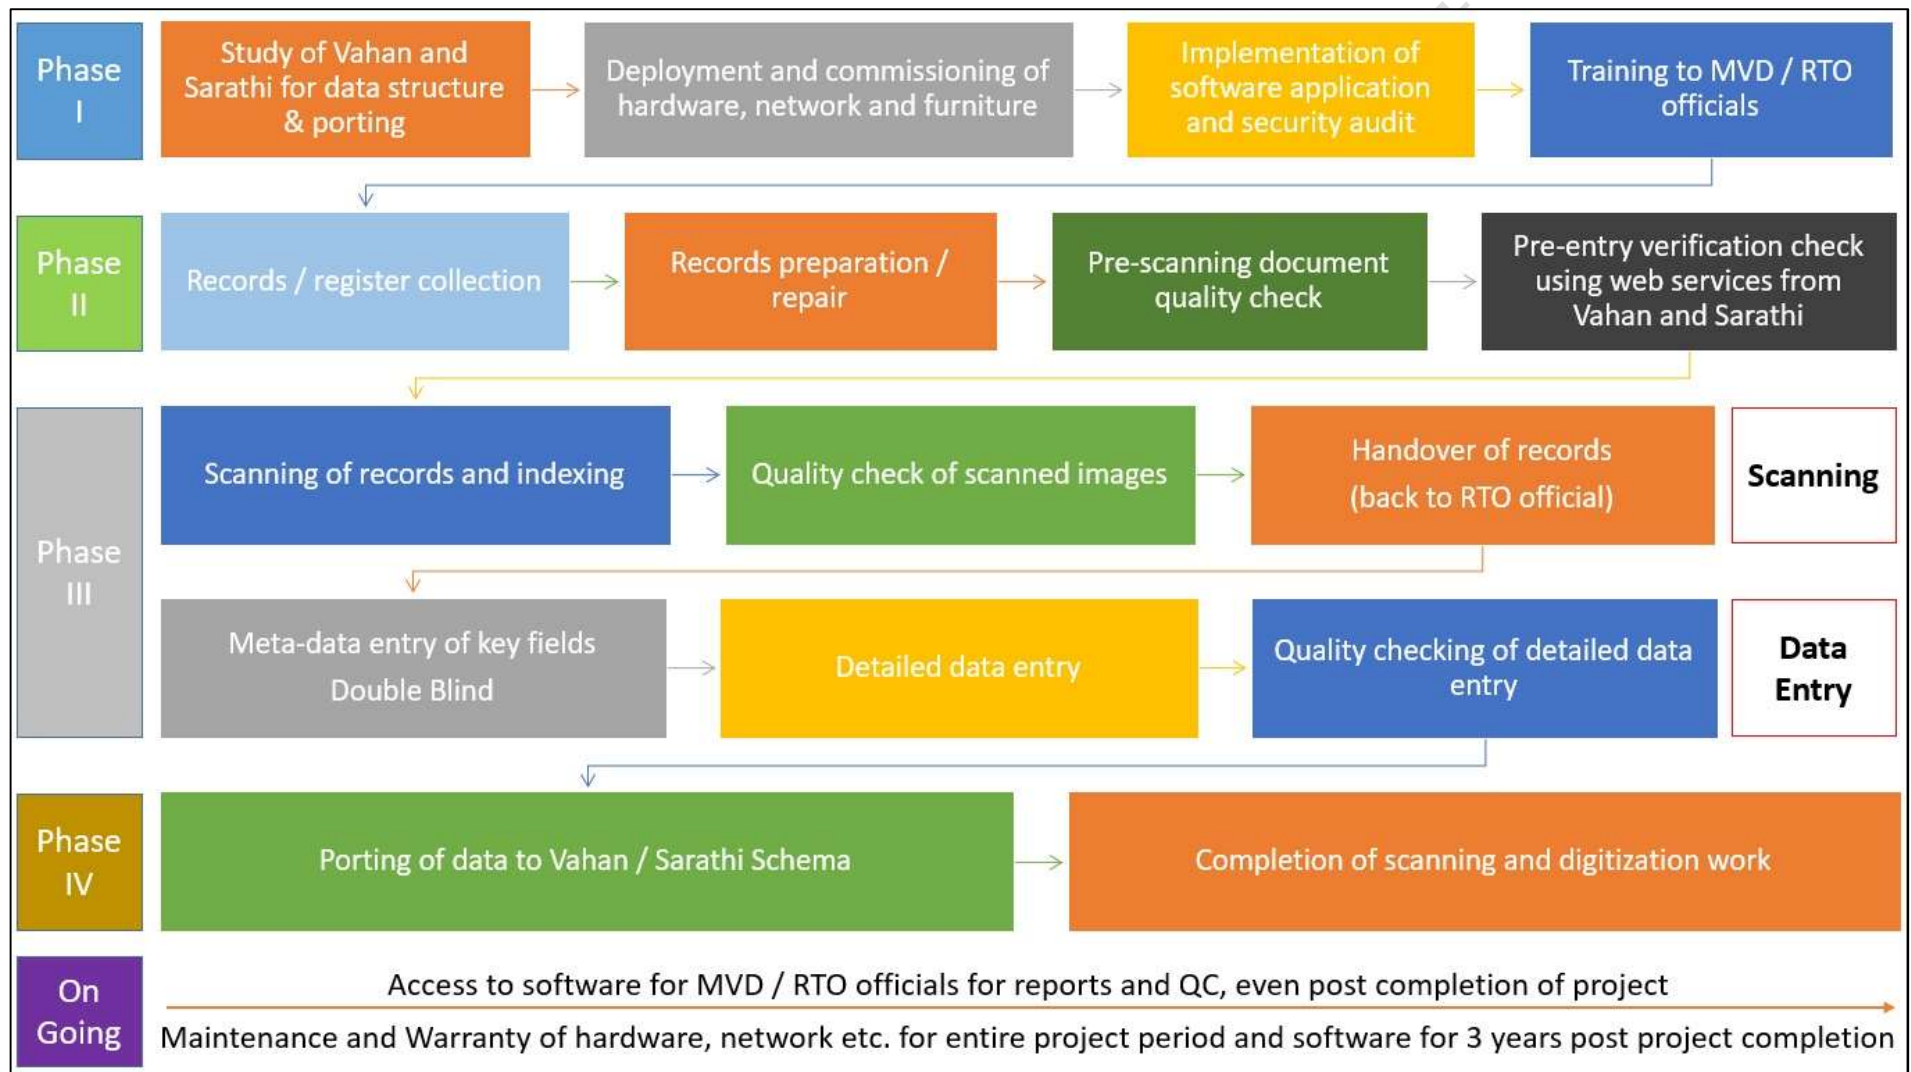 Phase
I
Study of Vahan and
Sarathi for data structure
& porting
Deployment and commissioning of
hardware, network and furniture
Implementation of
software application
and security audit
Training to MVD / RTO
officials
Phase
II
Records / register collection
Records preparation /
repair
Pre-scanning document
quality check
Pre-entry verification check
using web services from
Vahan and Sarathi
Phase
III
Scanning of records and indexing
Quality check of scanned images
Handover of records
(back to RTO official)
Scanning
Meta-data entry of key fields
Double Blind
Detailed data entry
Quality checking of detailed data
entry
Data
Entry
Phase
IV
Porting of data to Vahan / Sarathi Schema
Completion of scanning and digitization work
On
Going
Access to software for MVD / RTO officials for reports and QC, even post completion of project
Maintenance and Warranty of hardware, network etc. for entire project period and software for 3 years post project completion